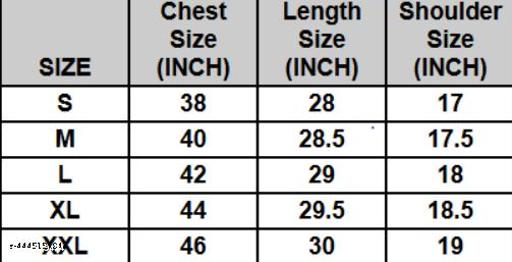 SIZE Chest Size (INCH) Length Size (INCH) Shoulder Size (INCH)
S 38 28 17
M 40 28.5 17.5
L 42 29 18
XL 44 29.5 18.5
XXL 46 30 19